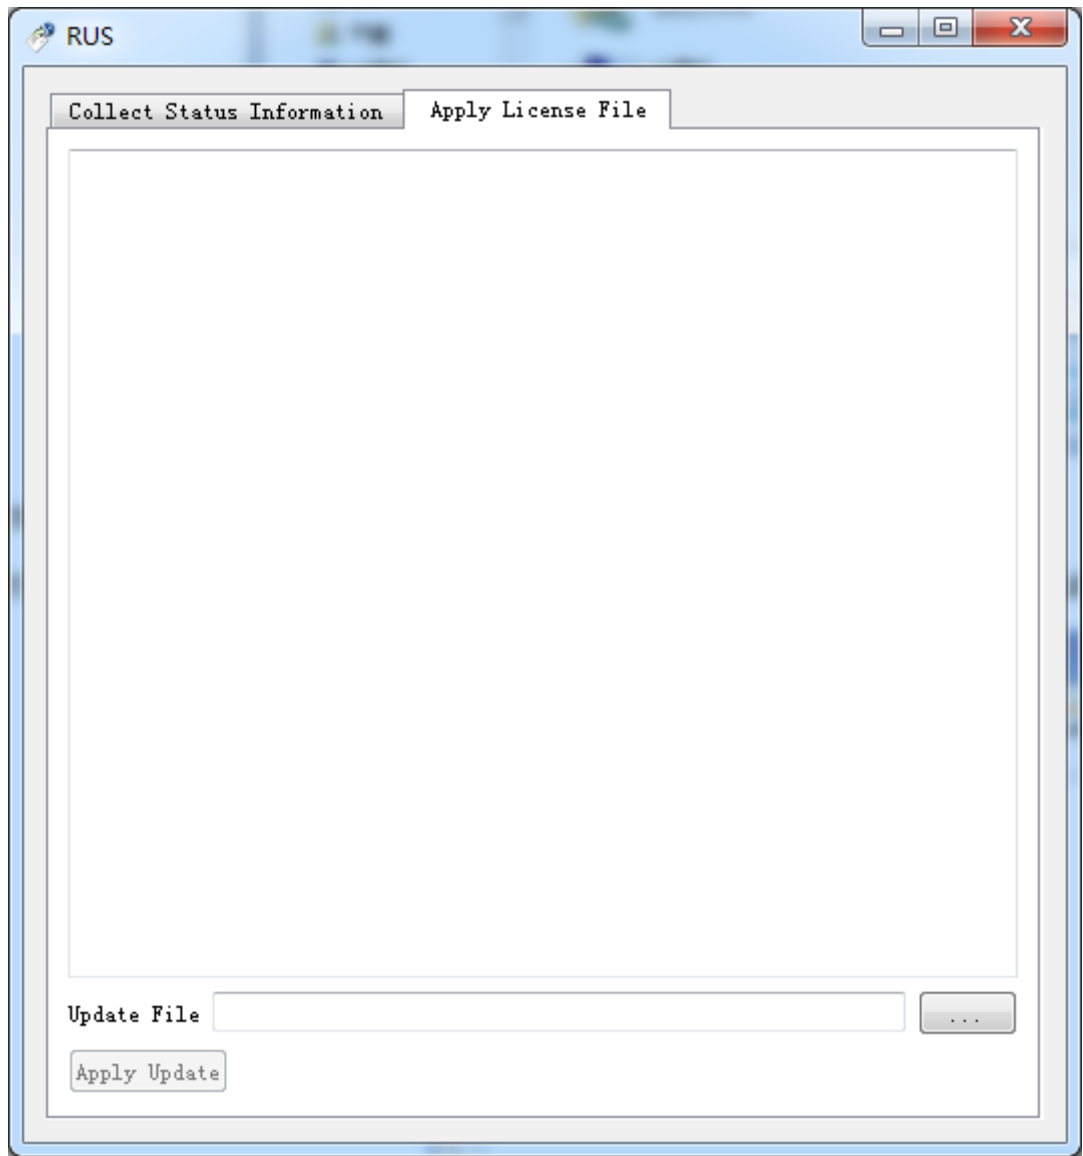 RUS
Collect Status Information
Apply License File
Update File
...
Apply Update